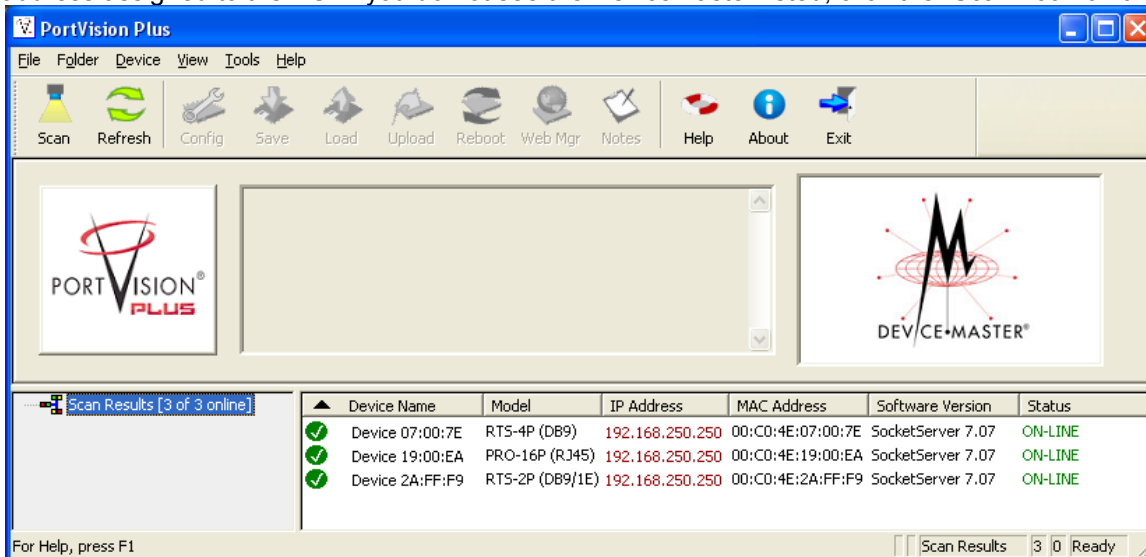 PortVision Plus
File Folder Device View Tools Help
Scan Refresh Config Save Load Upload Reboot Web Mgr Notes Help About Exit
PORTVISION® PLUS
DEVICE•MASTER®
Scan Results [3 of 3 online]
Device Name Model IP Address MAC Address Software Version Status
Device 07:00:7E RTS-4P (DB9) 192.168.250.250 00:C0:4E:07:00:7E SocketServer 7.07 ON-LINE
Device 19:00:EA PRO-16P (RJ45) 192.168.250.250 00:C0:4E:19:00:EA SocketServer 7.07 ON-LINE
Device 2A:FF:F9 RTS-2P (DB9/1E) 192.168.250.250 00:C0:4E:2A:FF:F9 SocketServer 7.07 ON-LINE
For Help, press F1 Scan Results 3 0 Ready